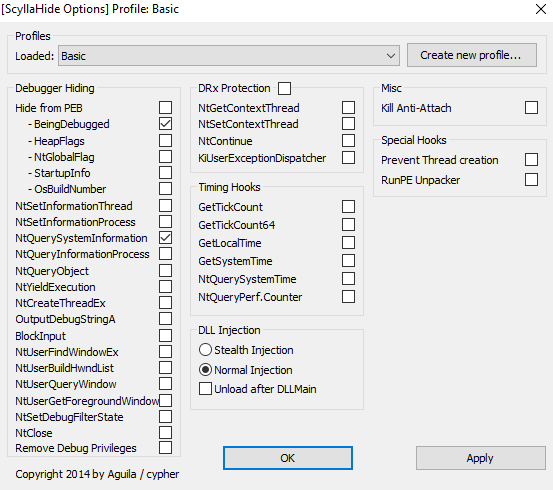 [ScyllaHide Options] Profile: Basic
Profiles
Loaded: Basic Create new profile...
Debugger Hiding
Hide from PEB
- BeingDebugged
- HeapFlags
- NtGlobalFlag
- StartupInfo
- OsBuildNumber
NtSetInformationThread
NtSetInformationProcess
NtQuerySystemInformation
NtQueryInformationProcess
NtQueryObject
NtYieldExecution
NtCreateThreadEx
OutputDebugStringA
BlockInput
NtUserFindWindowEx
NtUserBuildHwndList
NtUserQueryWindow
NtUserGetForegroundWindow
NtSetDebugFilterState
NtClose
Remove Debug Privileges
DRx Protection
NtGetContextThread
NtSetContextThread
NtContinue
KiUserExceptionDispatcher
Timing Hooks
GetTickCount
GetTickCount64
GetLocalTime
GetSystemTime
NtQuerySystemTime
NtQueryPerf.Counter
DLL Injection
Stealth Injection
Normal Injection
Unload after DLLMain
Misc
Kill Anti-Attach
Special Hooks
Prevent Thread creation
RunPE Unpacker
OK Apply
Copyright 2014 by Aguila / cypher